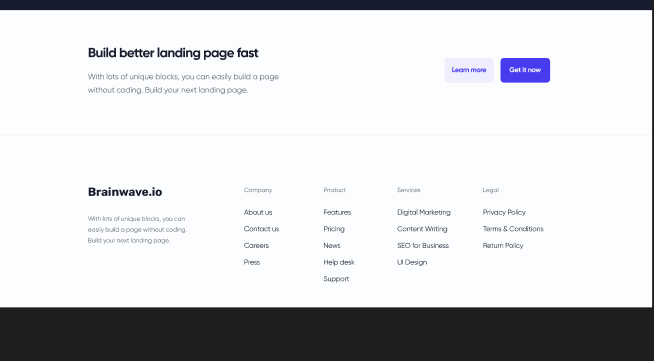 Build better landing page fast
With lots of unique blocks, you can easily build a page
without coding. Build your next landing page.
Learn more
Get it now
Brainwave.io
With lots of unique blocks, you can
easily build a page without coding.
Build your next landing page.
Company
About us
Contact us
Careers
Press
Product
Features
Pricing
News
Help desk
Support
Services
Digital Marketing
Content Writing
SEO for Business
UI Design
Legal
Privacy Policy
Terms & Conditions
Return Policy